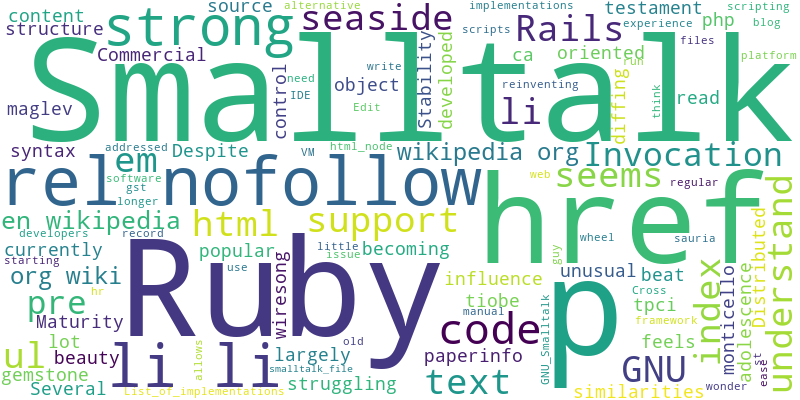 content
structure
strong
source
Commercial
alternative
seaside
implementations
Rails
testament
php
scripting
experience
blog
maglev
Smalltalk
control
need
IDE
write
object
Edit
scripts
Stability
developed
ca
oriented
reinventing
li
diffing
run
files
think
read
platform
syntax
em
addressed
software
gst
longer
Despite
VM
html_node
wikipedia org
Invocation
rel
nofollow
href
seems
web
regular
understand
en wikipedia
developers
record
html
support
currently
starting
org wiki
popular
use
wiresong
little
issue
becoming
guy
wheel
sauria
unusual
beat
Cross
Distributed
pre
hr
Ruby
influence
tiobe
manual
p
tpci
framework
index
monticello
adolescence
Maturity
lot
beauty
ul
gemstone
Several
li li
allows
List_of_implementations
largely
old
smalltalk_file
struggling
code
paperinfo
text
GNU_Smalltalk
GNU
feels
similarities
wonder
st
ease